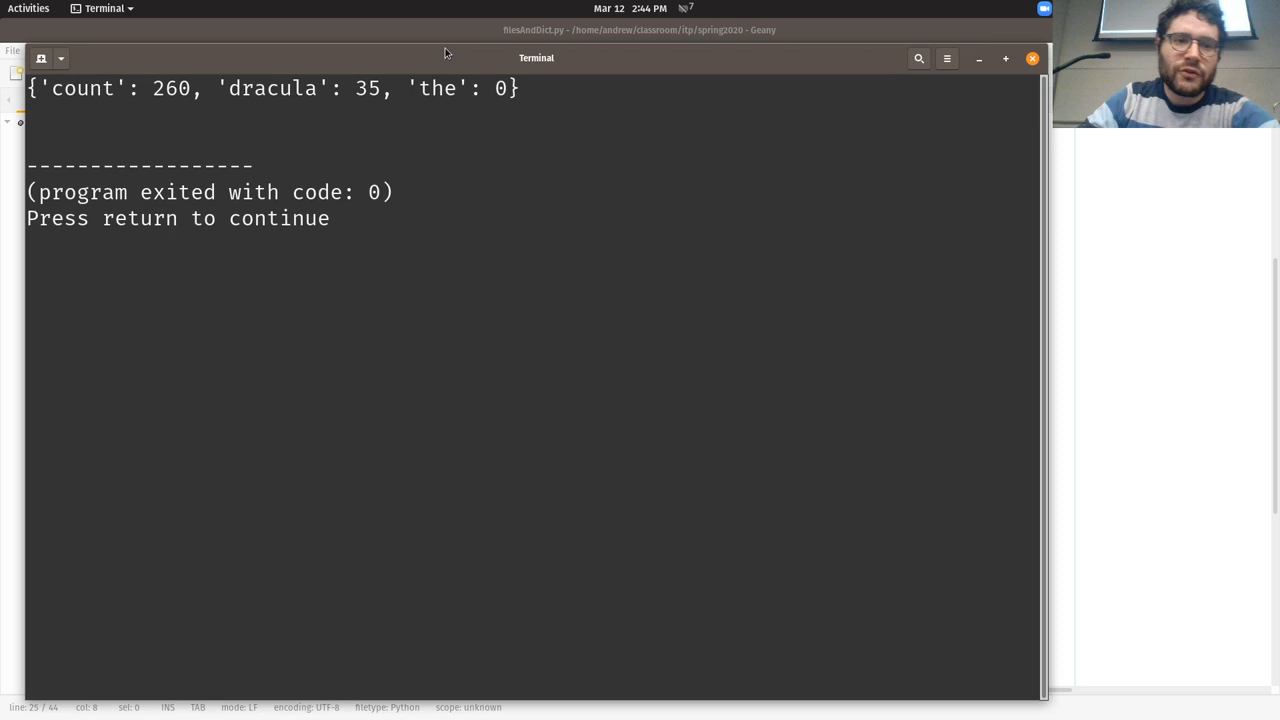 Activities Terminal Mar 12 2:44 PM 7
filesAndDict.py - /home/andrew/classroom/itp/spring2020 - Geany
File
Terminal
{'count': 260, 'dracula': 35, 'the': 0}
------------------
(program exited with code: 0)
Press return to continue
line: 25 / 44 col: 8 sel: 0 INS TAB mode: LF encoding: UTF-8 filetype: Python scope: unknown